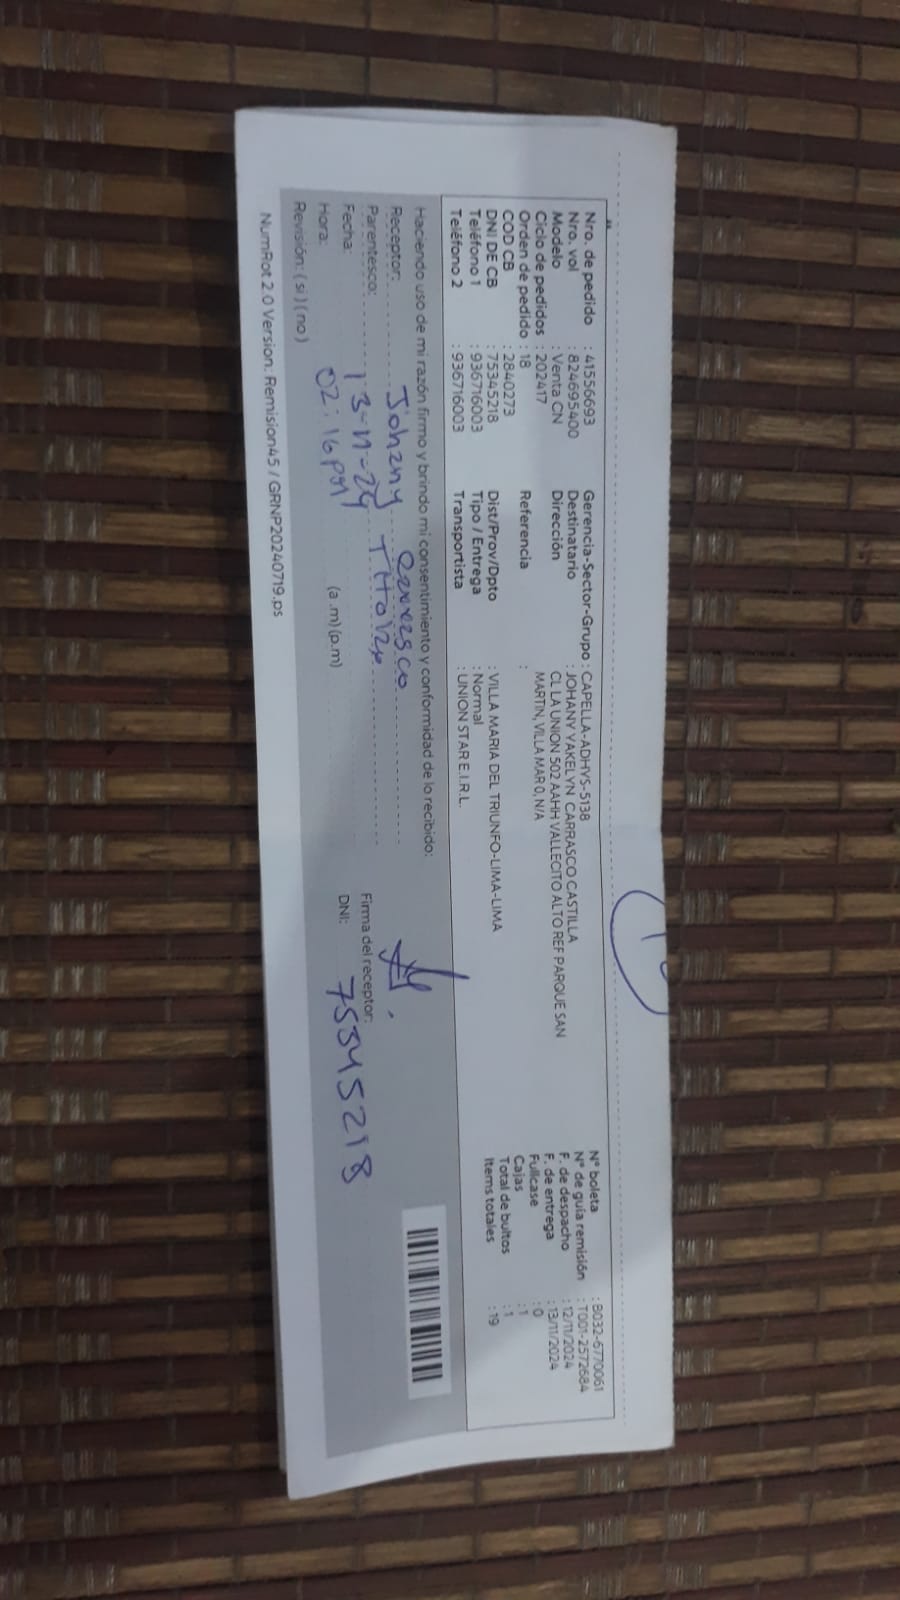 Nro. de pedido : 41556693
Nro. vol : 824695400
Modelo : Venta CN
Ciclo de pedidos : 202417
Orden de pedido : 18
COD CB : 2840273
DNI DE CB : 75345218
Teléfono 1 : 936716003
Teléfono 2 : 936716003
Gerencia-Sector-Grupo : CAPELLA-ADHVS-5138
Destinatario : JOHANY YAKELYN CARRASCO CASTILLA
Dirección : CL LA UNION 502 AAHH VALLECITO ALTO REF PARQUE SAN
MARTIN, VILLA MAR 0, N/A
Referencia :
Dist/Prov/Dpto : VILLA MARIA DEL TRIUNFO-LIMA-LIMA
Tipo / Entrega : Normal
Transportista : UNION STAR E.I.R.L.
N° boleta : B032-6770061
N° de guía remisión : T001-2572684
F. de despacho : 12/11/2024
F. de entrega : 13/11/2024
Fullcase : 0
Cajas : 1
Total de bultos : 1
Items totales : 19
Haciendo uso de mi razón firmo y brindo mi consentimiento y conformidad de lo recibido:
Receptor: Johany Carrasco
Parentesco: Titular
Fecha: 13-11-24
Hora: 02:16 pm (a .m) (p.m)
Firma del receptor:
DNI: 75345218
Revisión: ( si ) ( no )
NumRot 2.0 Version: Remision45 / GRNP20240719.ps